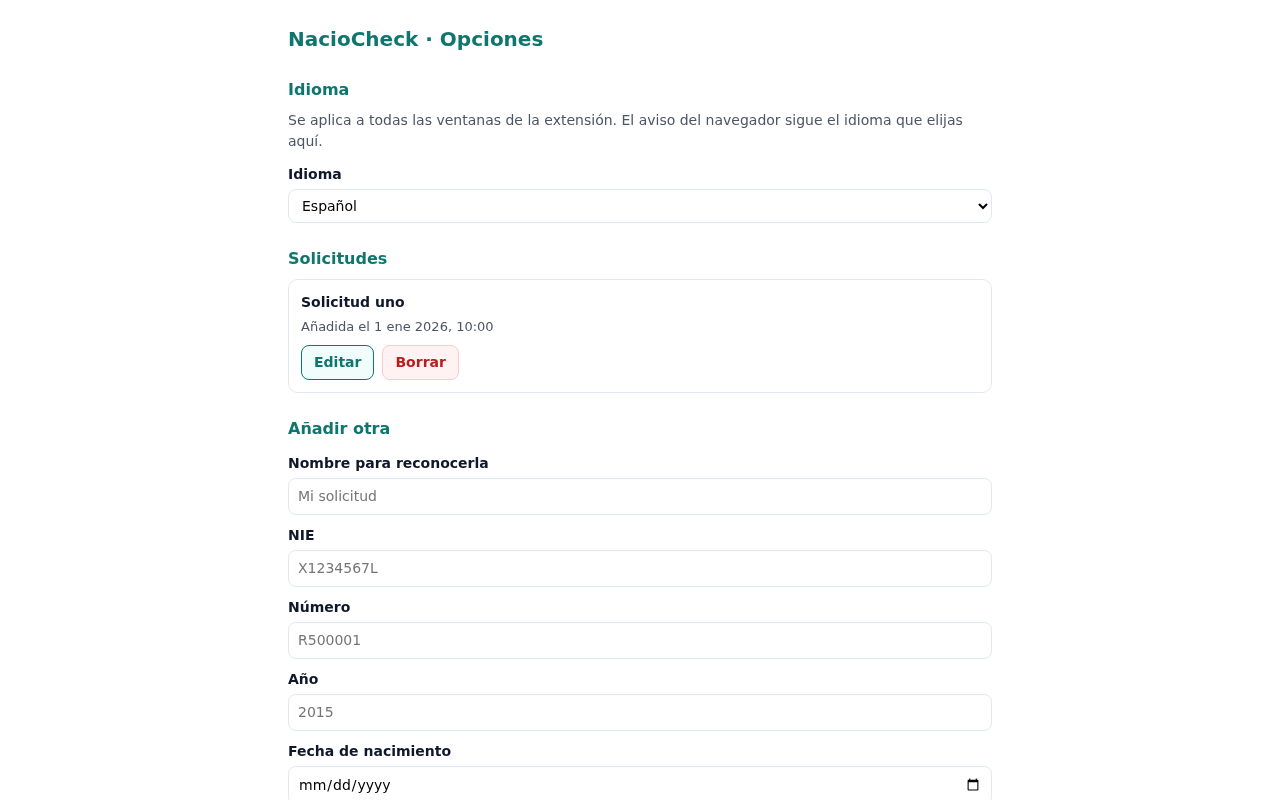 NacioCheck · Opciones
Idioma
Se aplica a todas las ventanas de la extensión. El aviso del navegador sigue el idioma que elijas
aquí.
Idioma
Español
Solicitudes
Solicitud uno
Añadida el 1 ene 2026, 10:00
Editar Borrar
Añadir otra
Nombre para reconocerla
Mi solicitud
NIE
X1234567L
Número
R500001
Año
2015
Fecha de nacimiento
mm/dd/yyyy